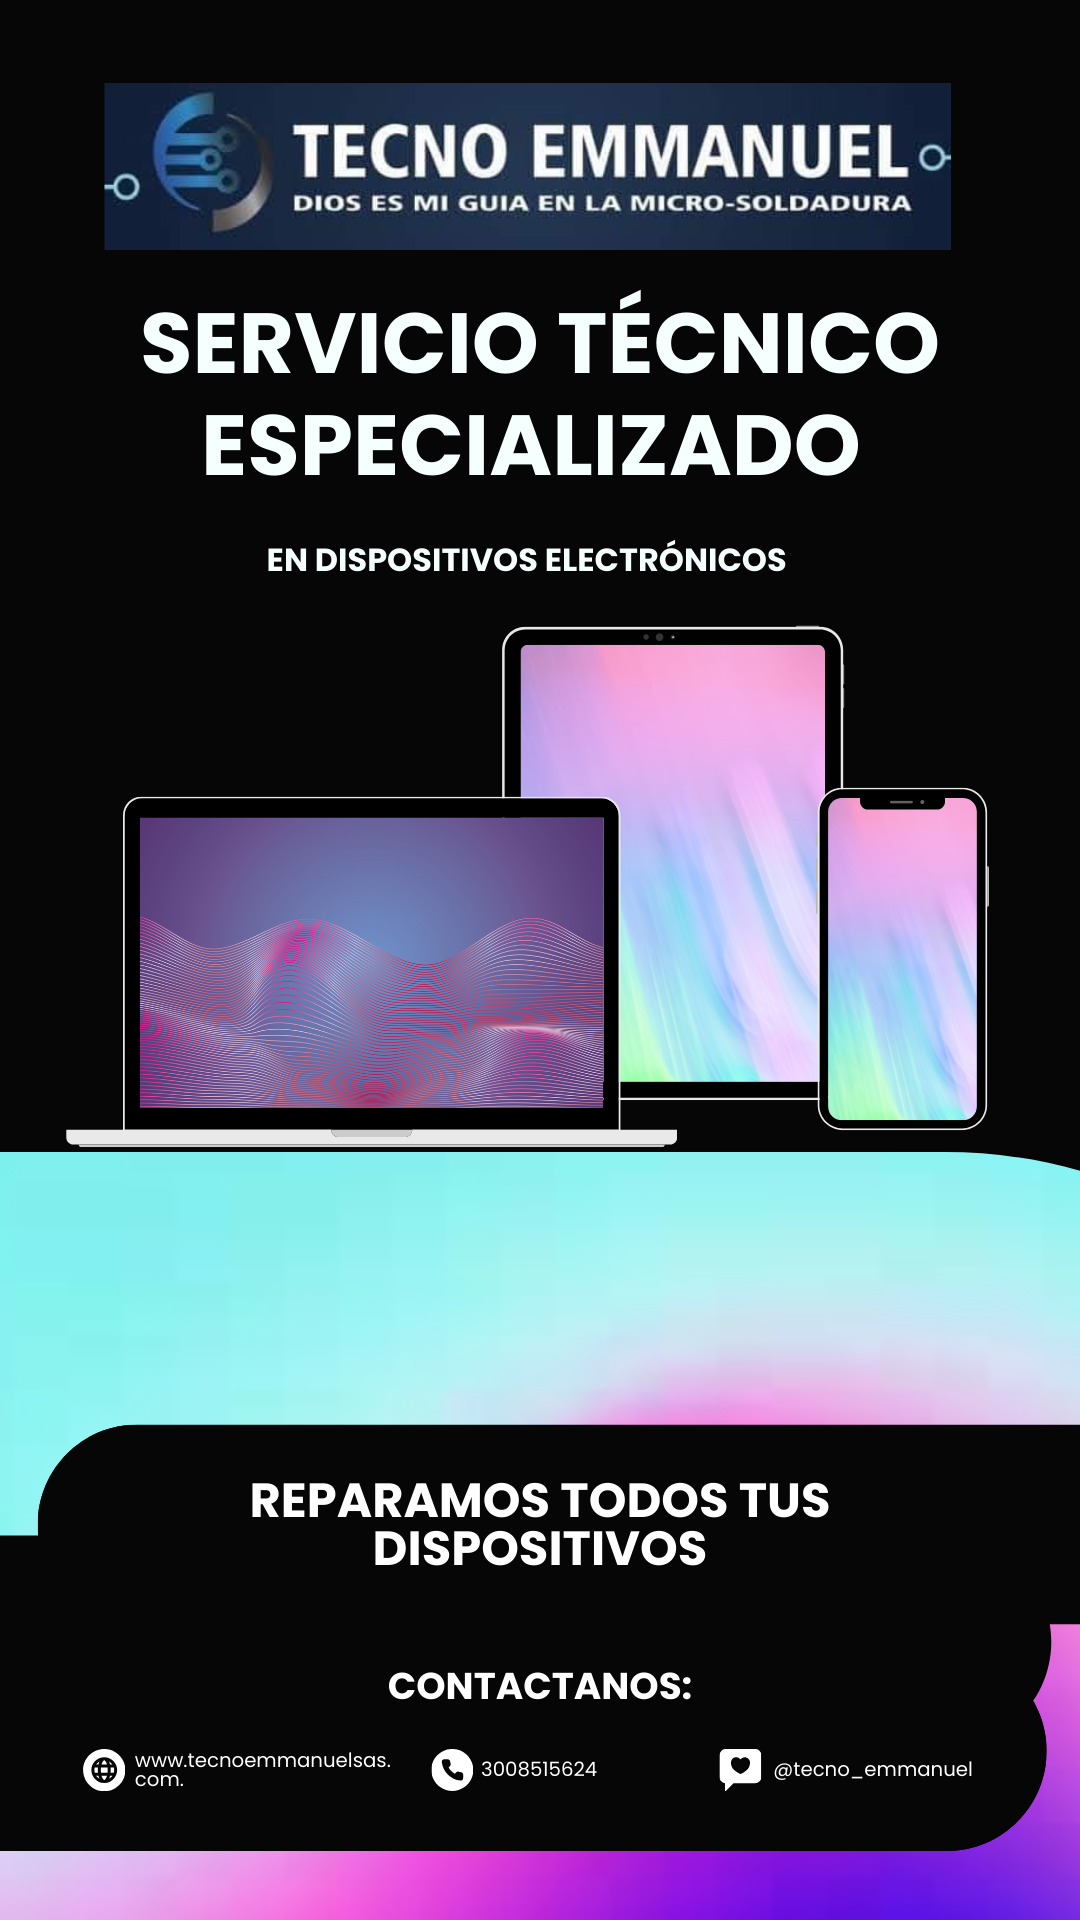 TECNO EMMANUEL
DIOS ES MI GUIA EN LA MICRO-SOLDADURA
SERVICIO TÉCNICO
ESPECIALIZADO
EN DISPOSITIVOS ELECTRÓNICOS
REPARAMOS TODOS TUS
DISPOSITIVOS
CONTACTANOS:
www.tecnoemmanuelsas.
com.
3008515624
@tecno_emmanuel